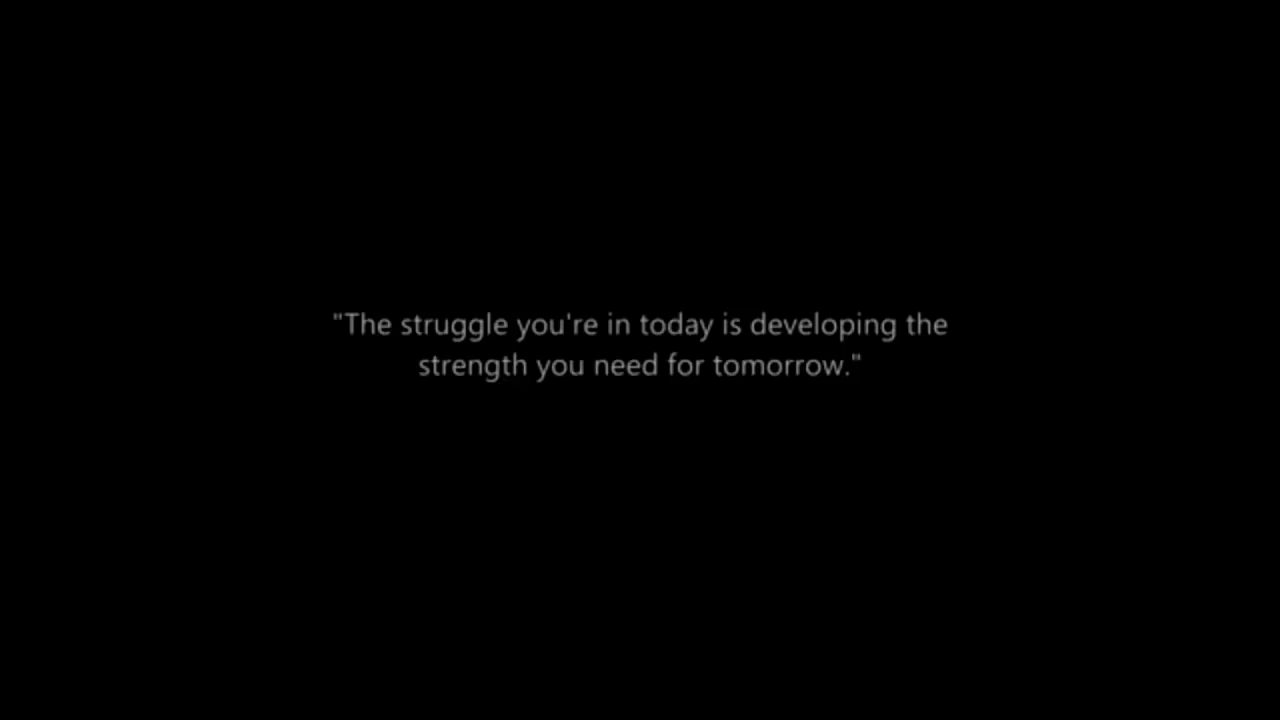 "The struggle you're in today is developing the
strength you need for tomorrow."